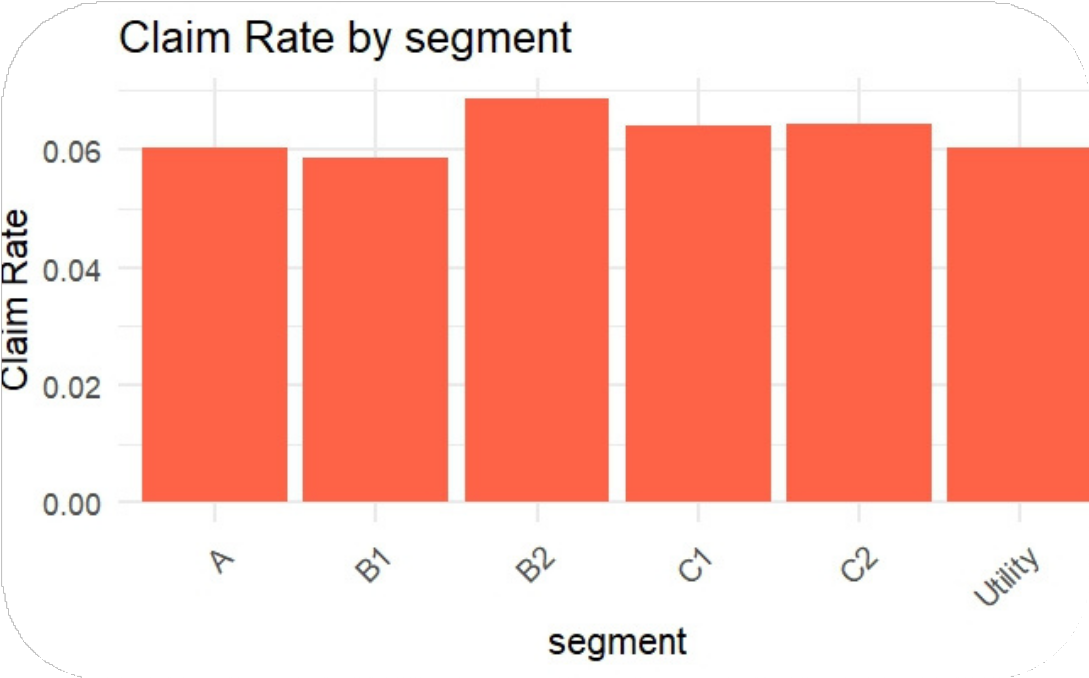 Claim Rate by segment
Claim Rate
0.06
0.04
0.02
0.00
A
B1
B2
C1
C2
Utility
segment